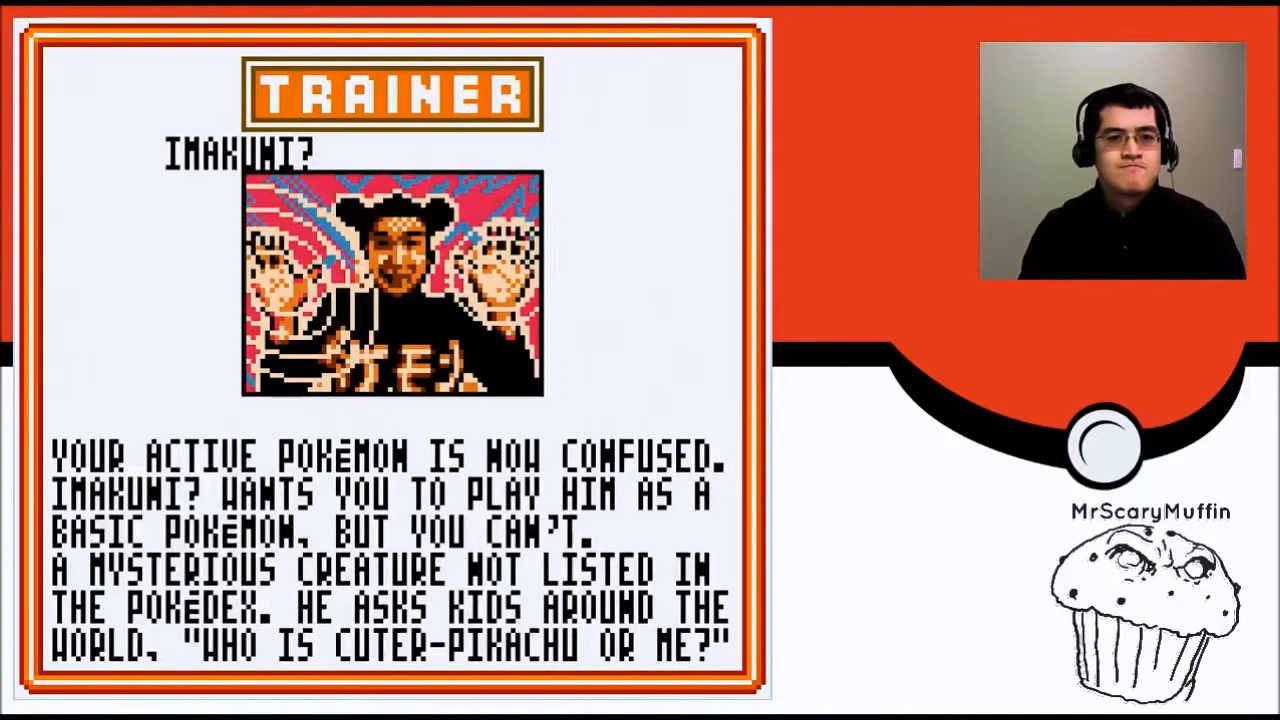 TRAINER
IMAKUNI?
YOUR ACTIVE POKéMON IS NOW CONFUSED.
IMAKUNI? WANTS YOU TO PLAY HIM AS A
BASIC POKéMON, BUT YOU CAN'T.
A MYSTERIOUS CREATURE NOT LISTED IN
THE POKéDEX. HE ASKS KIDS AROUND THE
WORLD, "WHO IS CUTER-PIKACHU OR ME?"
MrScaryMuffin